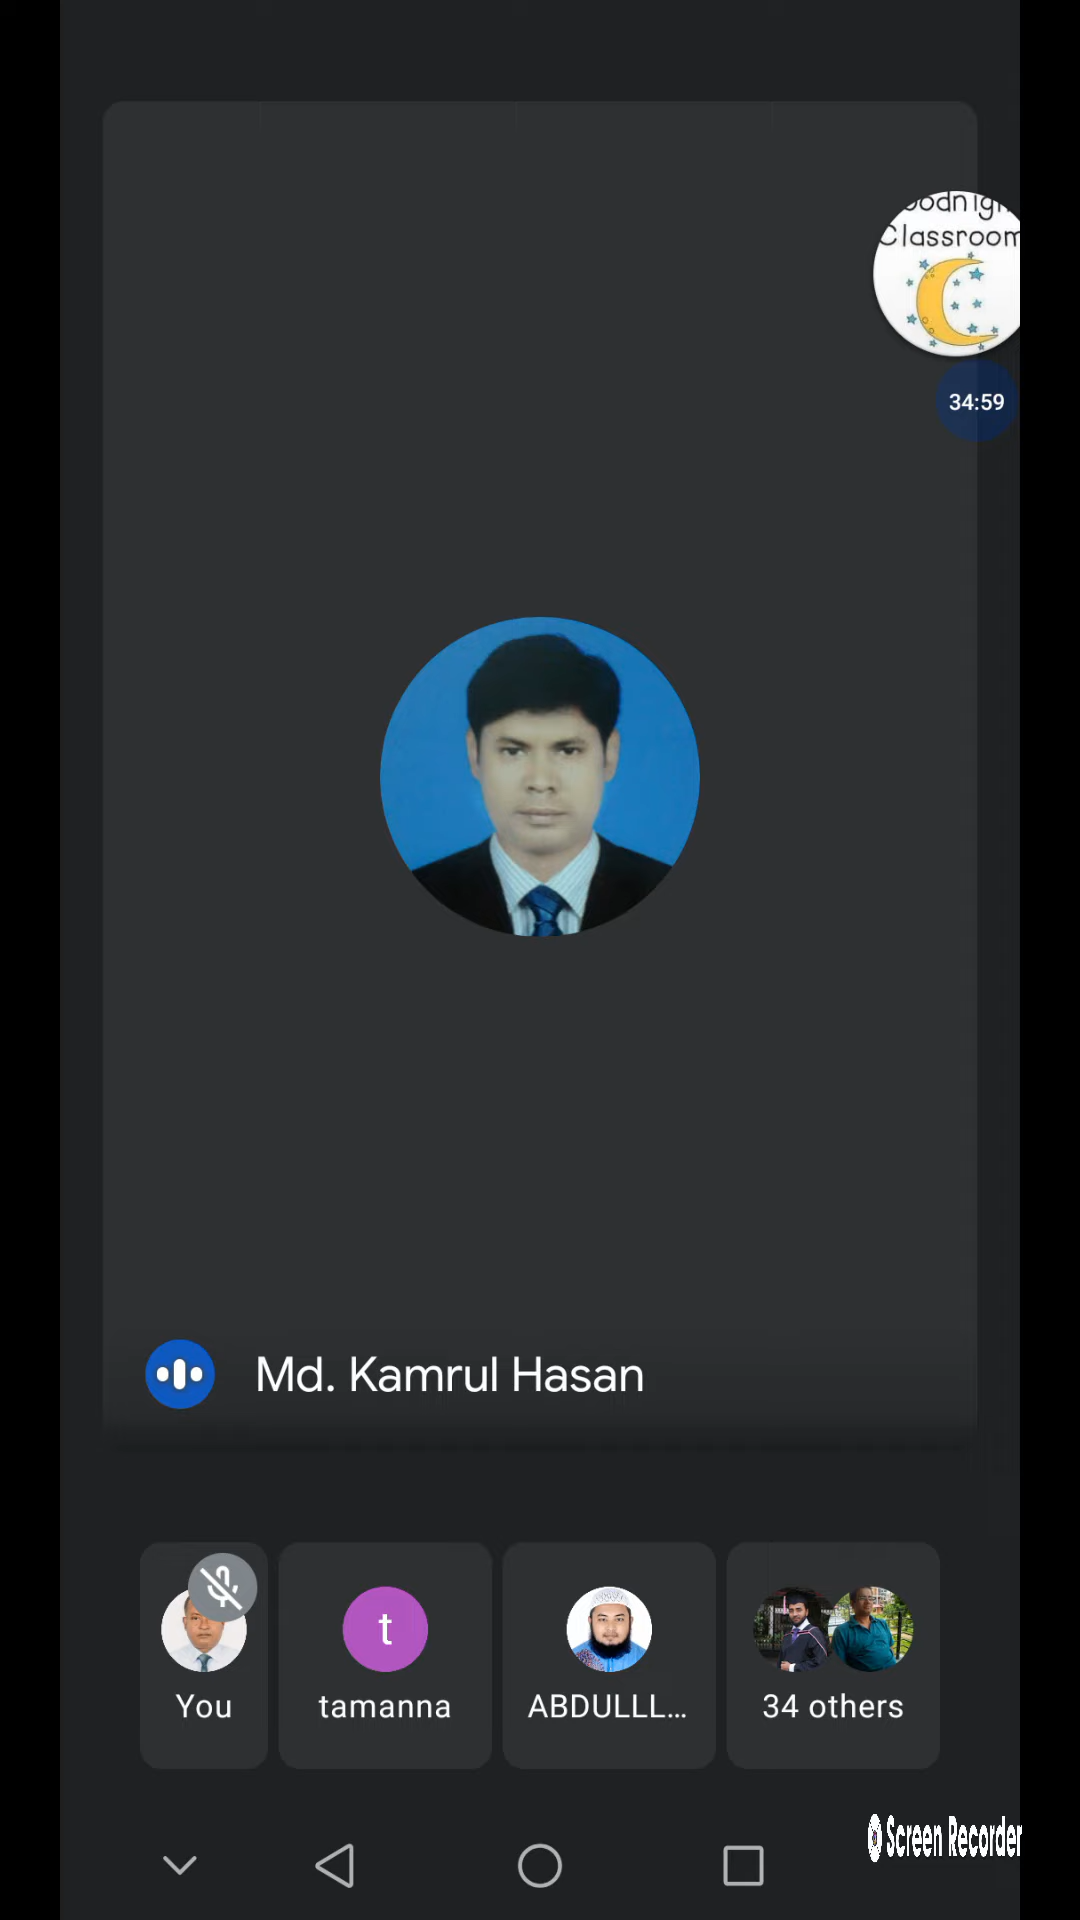 Classroom
34:59
Md. Kamrul Hasan
You
t
tamanna
ABDULLL...
34 others
Screen Recorder